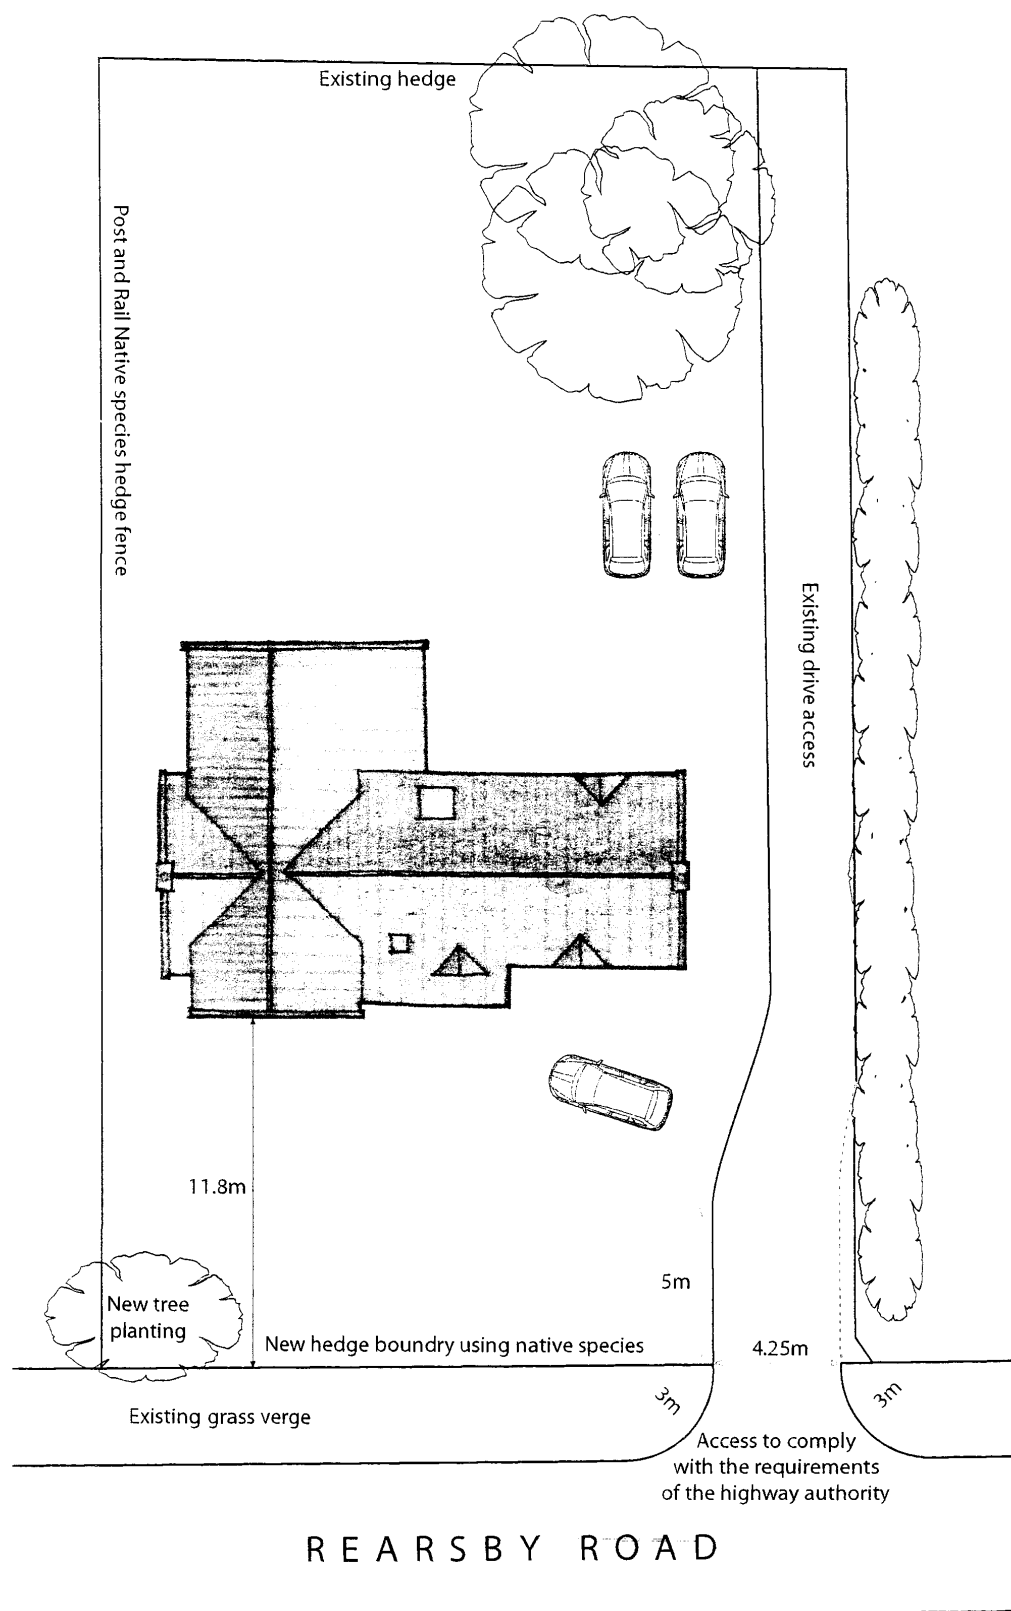 Existing hedge
Post and Rail Native species hedge fence
Existing drive access
11.8m
5m
New tree
planting
New hedge boundry using native species
4.25m
3m
3m
Existing grass verge
Access to comply
with the requirements
of the highway authority
REARSBY ROAD